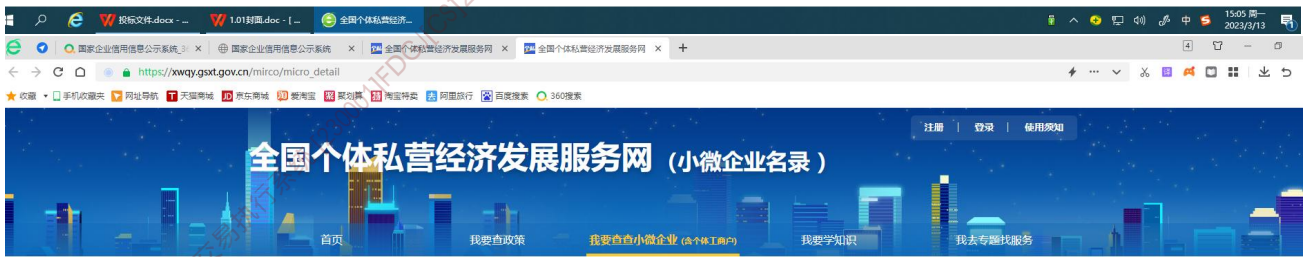 投标文件.docx - ...
1.01封面.doc - [ ...
全国个体私营经济...
中
15:05 周一
2023/3/13
国家企业信用信息公示系统_3
国家企业信用信息公示系统
全国个体私营经济发展服务网
全国个体私营经济发展服务网
4
https://xwqy.gsxt.gov.cn/mirco/micro_detail
收藏 手机收藏夹 网址导航 天猫商城 京东商城 爱淘宝 聚划算 淘宝特卖 阿里旅行 百度搜索 360搜索
注册 | 登录 | 使用须知
全国个体私营经济发展服务网 (小微企业名录 )
首页 我要查政策 我要查查小微企业 (含个体工商户) 我要学知识 我去专题找服务